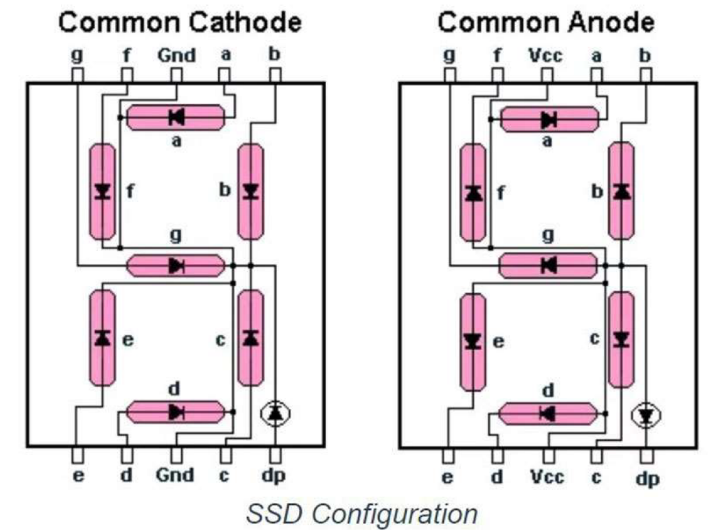 Common Cathode Common Anode
g f Gnd a b g f Vcc a b
a a
f b f b
g g
e c e c
d d
e d Gnd c dp e d Vcc c dp
SSD Configuration